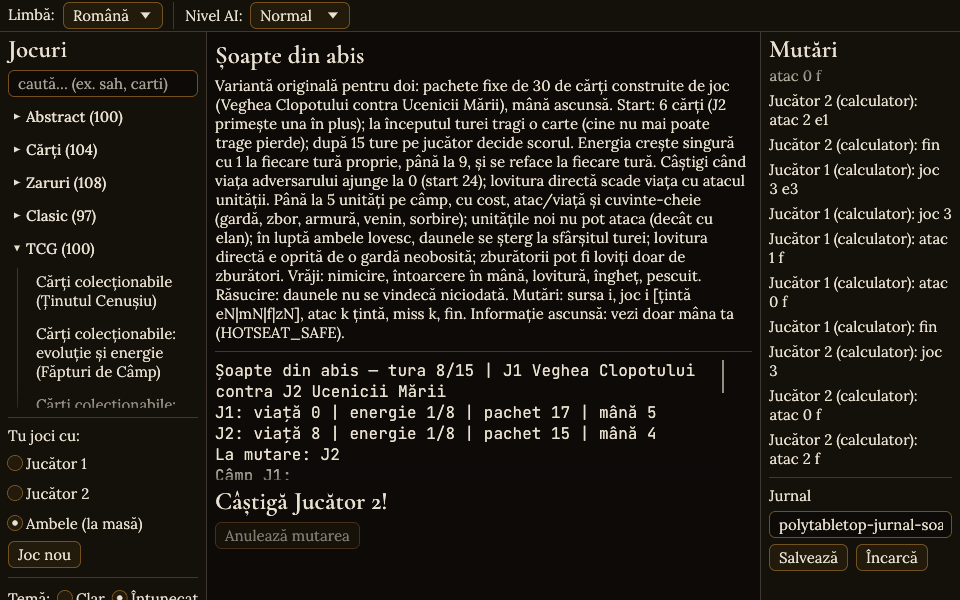 Limbă: Română ▼ Nivel AI: Normal ▼
Jocuri
caută... (ex. sah, carti)
▸ Abstract (100)
▸ Cărți (104)
▸ Zaruri (108)
▸ Clasic (97)
▾ TCG (100)
Cărți colecționabile
(Ținutul Cenușiu)
Cărți colecționabile:
evoluție și energie
(Făpturi de Câmp)
Cărți colecționabile:
Tu joci cu:
Jucător 1
Jucător 2
Ambele (la masă)
Joc nou
Temă: Clar Întunecat
Șoapte din abis
Variantă originală pentru doi: pachete fixe de 30 de cărți construite de joc
(Veghea Clopotului contra Ucenicii Mării), mână ascunsă. Start: 6 cărți (J2
primește una în plus); la începutul turei tragi o carte (cine nu mai poate
trage pierde); după 15 ture pe jucător decide scorul. Energia crește singură
cu 1 la fiecare tură proprie, până la 9, și se reface la fiecare tură. Câștigi când
viața adversarului ajunge la 0 (start 24); lovitura directă scade viața cu atacul
unității. Până la 5 unități pe câmp, cu cost, atac/viață și cuvinte-cheie
(gardă, zbor, armură, venin, sorbire); unitățile noi nu pot ataca (decât cu
elan); în luptă ambele lovesc, daunele se șterg la sfârșitul turei; lovitura
directă e oprită de o gardă neobosită; zburătorii pot fi loviți doar de
zburători. Vrăji: nimicire, întoarcere în mână, lovitură, îngheț, pescuit.
Răsucire: daunele nu se vindecă niciodată. Mutări: sursa i, joc i [țintă
eN|mN|f|zN], atac k țintă, miss k, fin. Informație ascunsă: vezi doar mâna ta
(HOTSEAT_SAFE).
Șoapte din abis — tura 8/15 | J1 Veghea Clopotului
contra J2 Ucenicii Mării
J1: viață 0 | energie 1/8 | pachet 17 | mână 5
J2: viață 8 | energie 1/8 | pachet 15 | mână 4
La mutare: J2
Câmp J1:
Câștigă Jucător 2!
Anulează mutarea
Mutări
atac 0 f
Jucător 2 (calculator):
atac 2 e1
Jucător 2 (calculator): fin
Jucător 1 (calculator): joc
3 e3
Jucător 1 (calculator): joc 3
Jucător 1 (calculator): atac
1 f
Jucător 1 (calculator): atac
0 f
Jucător 1 (calculator): fin
Jucător 2 (calculator): joc
3
Jucător 2 (calculator):
atac 0 f
Jucător 2 (calculator):
atac 2 f
Jurnal
polytabletop-jurnal-soa
Salvează Încarcă